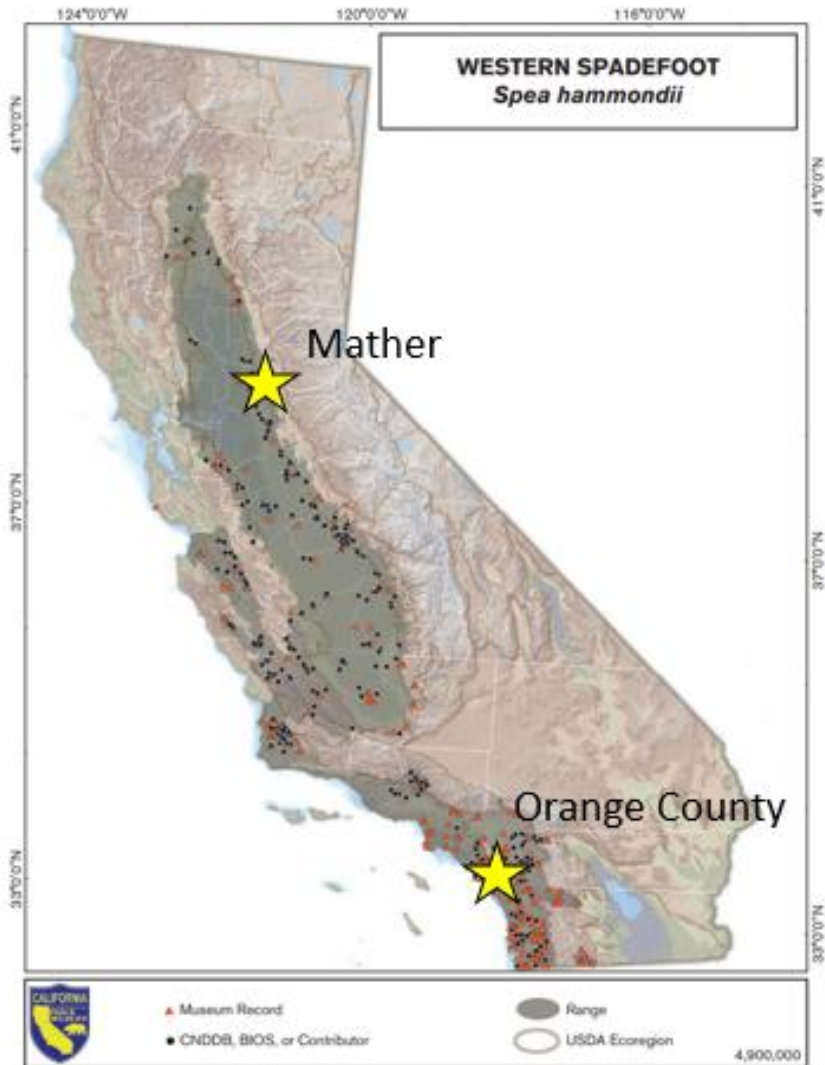 124°0'0"W 120°0'0"W 116°0'0"W
WESTERN SPADEFOOT
Spea hammondii
41°0'0"N 41°0'0"N
Mather
37°0'0"N 37°0'0"N
Orange County
33°0'0"N 33°0'0"N
CALIFORNIA
Museum Record Range
CNDDB, BIOS, or Contributor USDA Ecoregion
4,900,000